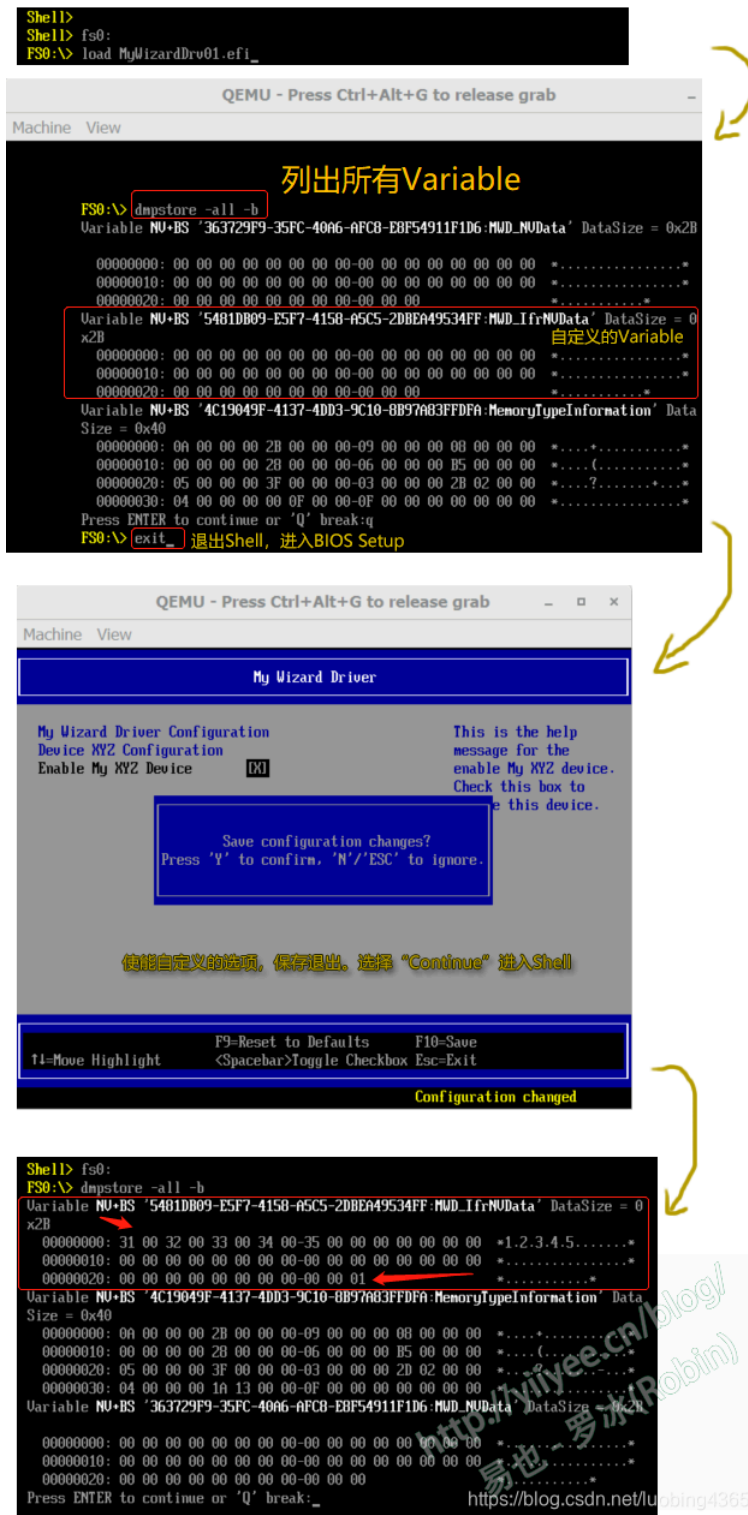 Shell>
Shell> fs0:
FS0:\> load MyWizardDrv01.efi_
QEMU - Press Ctrl+Alt+G to release grab
Machine View
列出所有Variable
FS0:\> dmpstore -all -b
Variable NV+BS '363729F9-35FC-40A6-AFC8-E8F54911F1D6:MWD_NVData' DataSize = 0x2B
00000000: 00 00 00 00 00 00 00 00-00 00 00 00 00 00 00 00 *................*
00000010: 00 00 00 00 00 00 00 00-00 00 00 00 00 00 00 00 *................*
00000020: 00 00 00 00 00 00 00 00-00 00 00 *...........*
Variable NV+BS '5481DB09-E5F7-4158-A5C5-2DBEA49534FF:MWD_IfrNVData' DataSize = 0
x2B
自定义的Variable
00000000: 00 00 00 00 00 00 00 00-00 00 00 00 00 00 00 00 *................*
00000010: 00 00 00 00 00 00 00 00-00 00 00 00 00 00 00 00 *................*
00000020: 00 00 00 00 00 00 00 00-00 00 00 *...........*
Variable NV+BS '4C19049F-4137-4DD3-9C10-8B97A83FFDFA:MemoryTypeInformation' Data
Size = 0x40
00000000: 0A 00 00 00 2B 00 00 00-09 00 00 00 08 00 00 00 *....+...........*
00000010: 00 00 00 00 28 00 00 00-06 00 00 00 B5 00 00 00 *....(...........*
00000020: 05 00 00 00 3F 00 00 00-03 00 00 00 2B 02 00 00 *....?.......+...*
00000030: 04 00 00 00 0F 00 00-0F 00 00 00 00 00 00 00 *................*
Press ENTER to continue or 'Q' break:q
FS0:\> exit_ 退出Shell，进入BIOS Setup
QEMU - Press Ctrl+Alt+G to release grab
Machine View
My Wizard Driver
My Wizard Driver Configuration
Device XYZ Configuration
Enable My XYZ Device [X]
This is the help
message for the
enable My XYZ device.
Check this box to
e this device.
Save configuration changes?
Press 'Y' to confirm, 'N'/'ESC' to ignore.
使能自定义的选项，保存退出。选择“Continue”进入Shell
F9=Reset to Defaults F10=Save
↑↓=Move Highlight <Spacebar>Toggle Checkbox Esc=Exit
Configuration changed
Shell> fs0:
FS0:\> dmpstore -all -b
Variable NV+BS '5481DB09-E5F7-4158-A5C5-2DBEA49534FF:MWD_IfrNVData' DataSize = 0
x2B
00000000: 31 00 32 00 33 00 34 00-35 00 00 00 00 00 00 00 *1.2.3.4.5.......*
00000010: 00 00 00 00 00 00 00 00-00 00 00 00 00 00 00 00 *................*
00000020: 00 00 00 00 00 00 00 00-00 00 01 *...........*
Variable NV+BS '4C19049F-4137-4DD3-9C10-8B97A83FFDFA:MemoryTypeInformation' Data
Size = 0x40
00000000: 0A 00 00 00 2B 00 00 00-09 00 00 00 08 00 00 00 *....+...........*
00000010: 00 00 00 00 28 00 00 00-06 00 00 00 B5 00 00 00 *....(...........*
00000020: 05 00 00 00 3F 00 00 00-03 00 00 00 2D 02 00 00 *....?.......-...*
00000030: 04 00 00 00 1A 13 00 00-0F 00 00 00 00 00 00 00 *................*
Variable NV+BS '363729F9-35FC-40A6-AFC8-E8F54911F1D6:MWD_NVData' DataSize = 0x2B
00000000: 00 00 00 00 00 00 00 00-00 00 00 00 00 00 00 00 *................*
00000010: 00 00 00 00 00 00 00 00-00 00 00 00 00 00 00 00 *................*
00000020: 00 00 00 00 00 00 00 00-00 00 00 *...........*
Press ENTER to continue or 'Q' break:_
http://yiiyee.cn/blog/
易也 - 罗冰(Robin)
https://blog.csdn.net/luobing4365